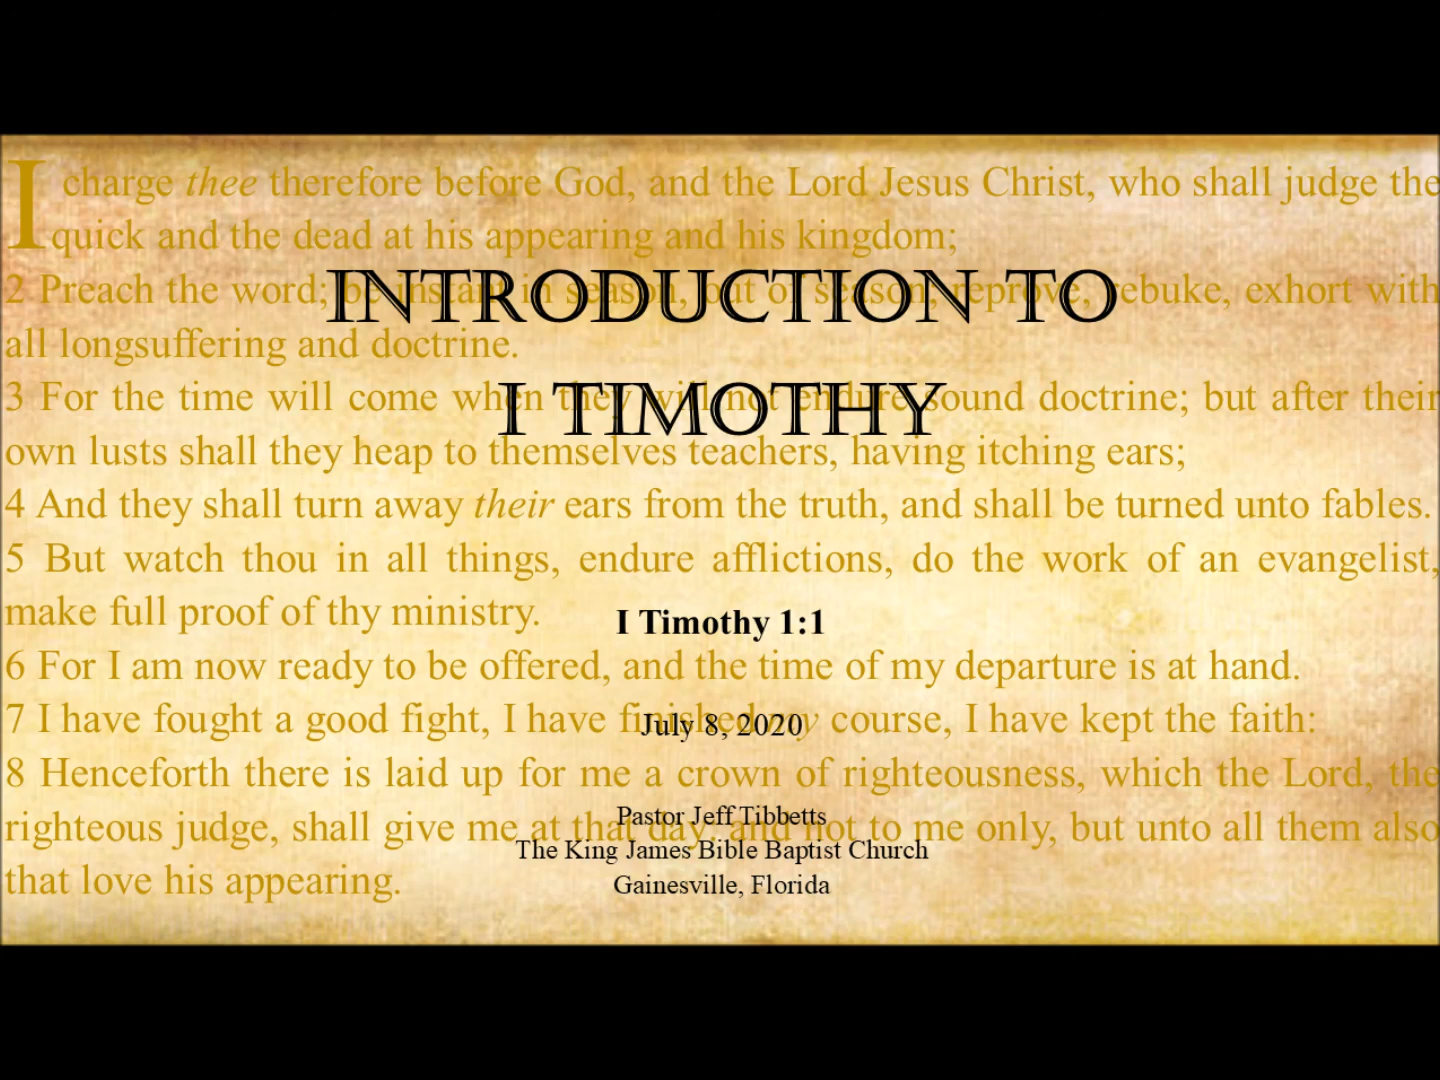 I charge thee therefore before God, and the Lord Jesus Christ, who shall judge the
quick and the dead at his appearing and his kingdom;
2 Preach the word; be instant in season, out of season; reprove, rebuke, exhort with
all longsuffering and doctrine.
3 For the time will come when they will not endure sound doctrine; but after their
own lusts shall they heap to themselves teachers, having itching ears;
4 And they shall turn away their ears from the truth, and shall be turned unto fables.
5 But watch thou in all things, endure afflictions, do the work of an evangelist,
make full proof of thy ministry.
6 For I am now ready to be offered, and the time of my departure is at hand.
7 I have fought a good fight, I have finished my course, I have kept the faith:
8 Henceforth there is laid up for me a crown of righteousness, which the Lord, the
righteous judge, shall give me at that day: and not to me only, but unto all them also
that love his appearing.
INTRODUCTION TO
I TIMOTHY
I Timothy 1:1
July 8, 2020
Pastor Jeff Tibbetts
The King James Bible Baptist Church
Gainesville, Florida